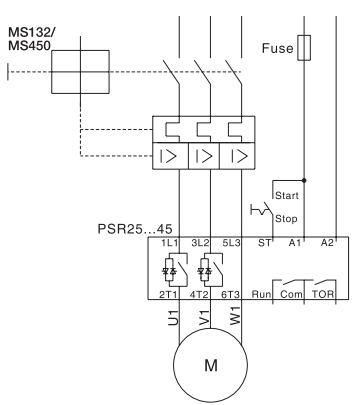 MS132/
MS450
Fuse
I> I> I>
Start
Stop
PSR25...45
1L1 3L2 5L3 ST A1 A2
2T1 4T2 6T3 Run Com TOR
U1 V1 W1
M